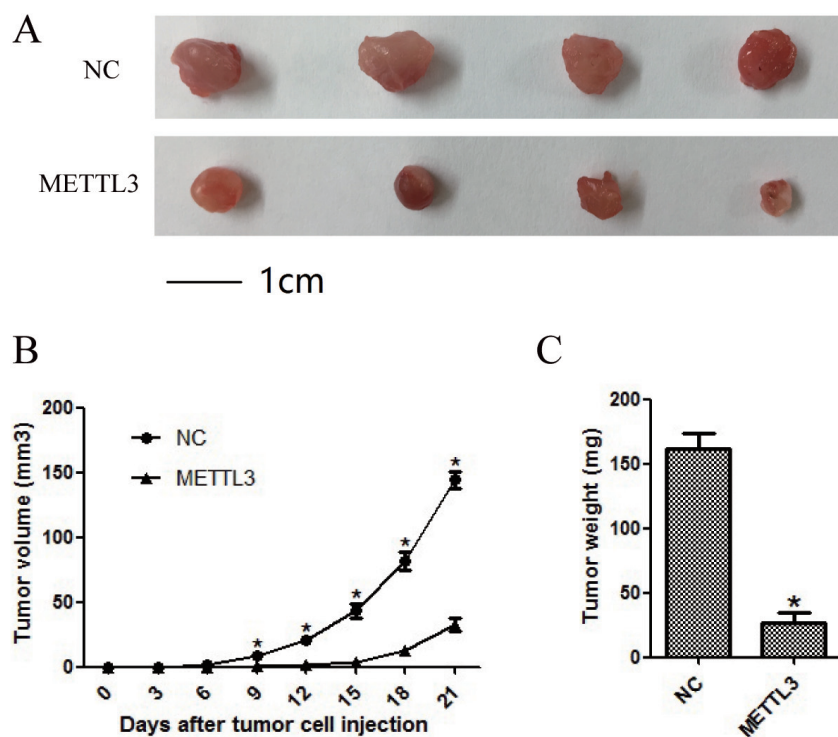 A
NC
METTL3
1cm
B
Tumor volume (mm3)
200
150
100
50
0
NC
METTL3
*
*
*
*
*
0
3
6
9
12
15
18
21
Days after tumor cell injection
C
Tumor weight (mg)
200
150
100
50
0
*
NC
METTL3